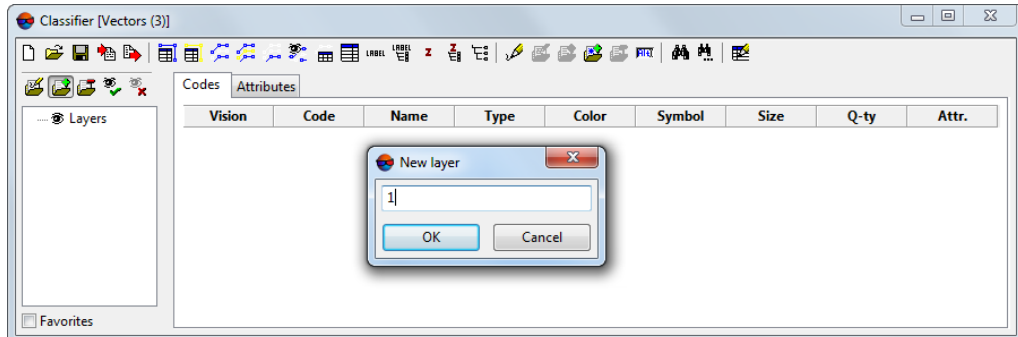 Classifier [Vectors (3)]
LABEL LABEL Z Z
Codes Attributes
Layers
Vision Code Name Type Color Symbol Size Q-ty Attr.
New layer
1
OK Cancel
Favorites